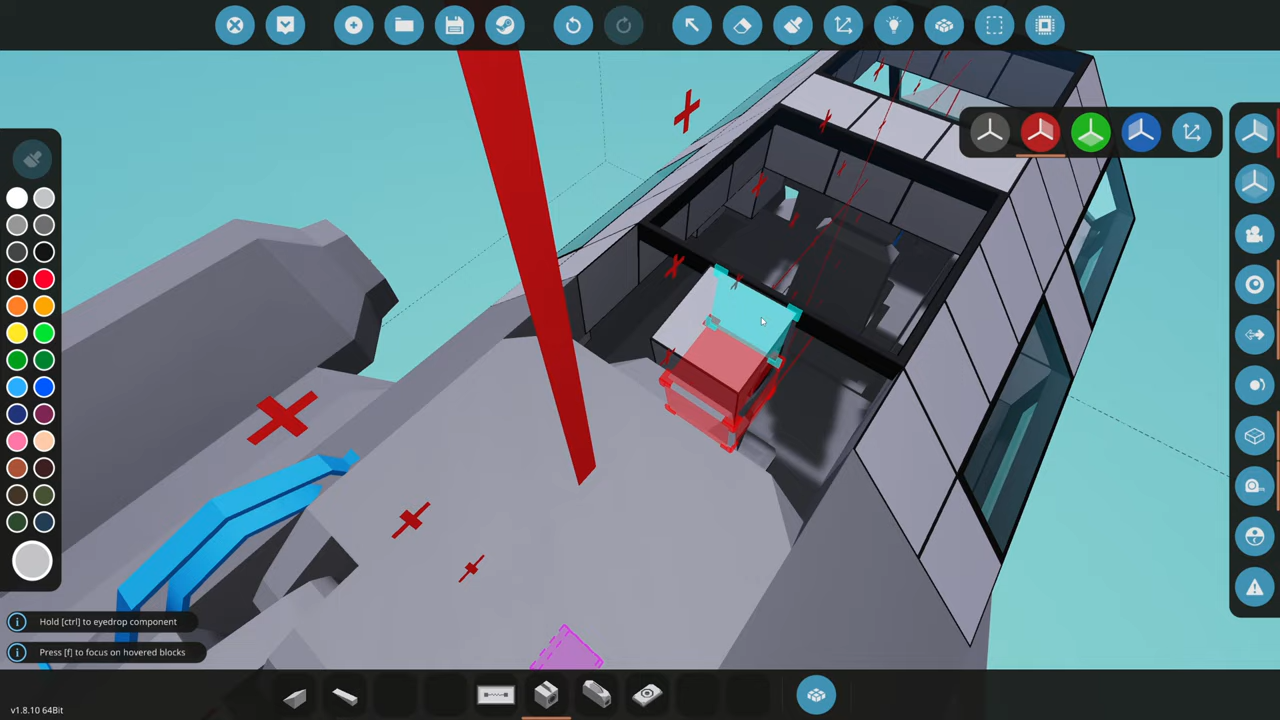 Hold [ctrl] to eyedrop component
Press [f] to focus on hovered blocks
v1.8.10 64Bit